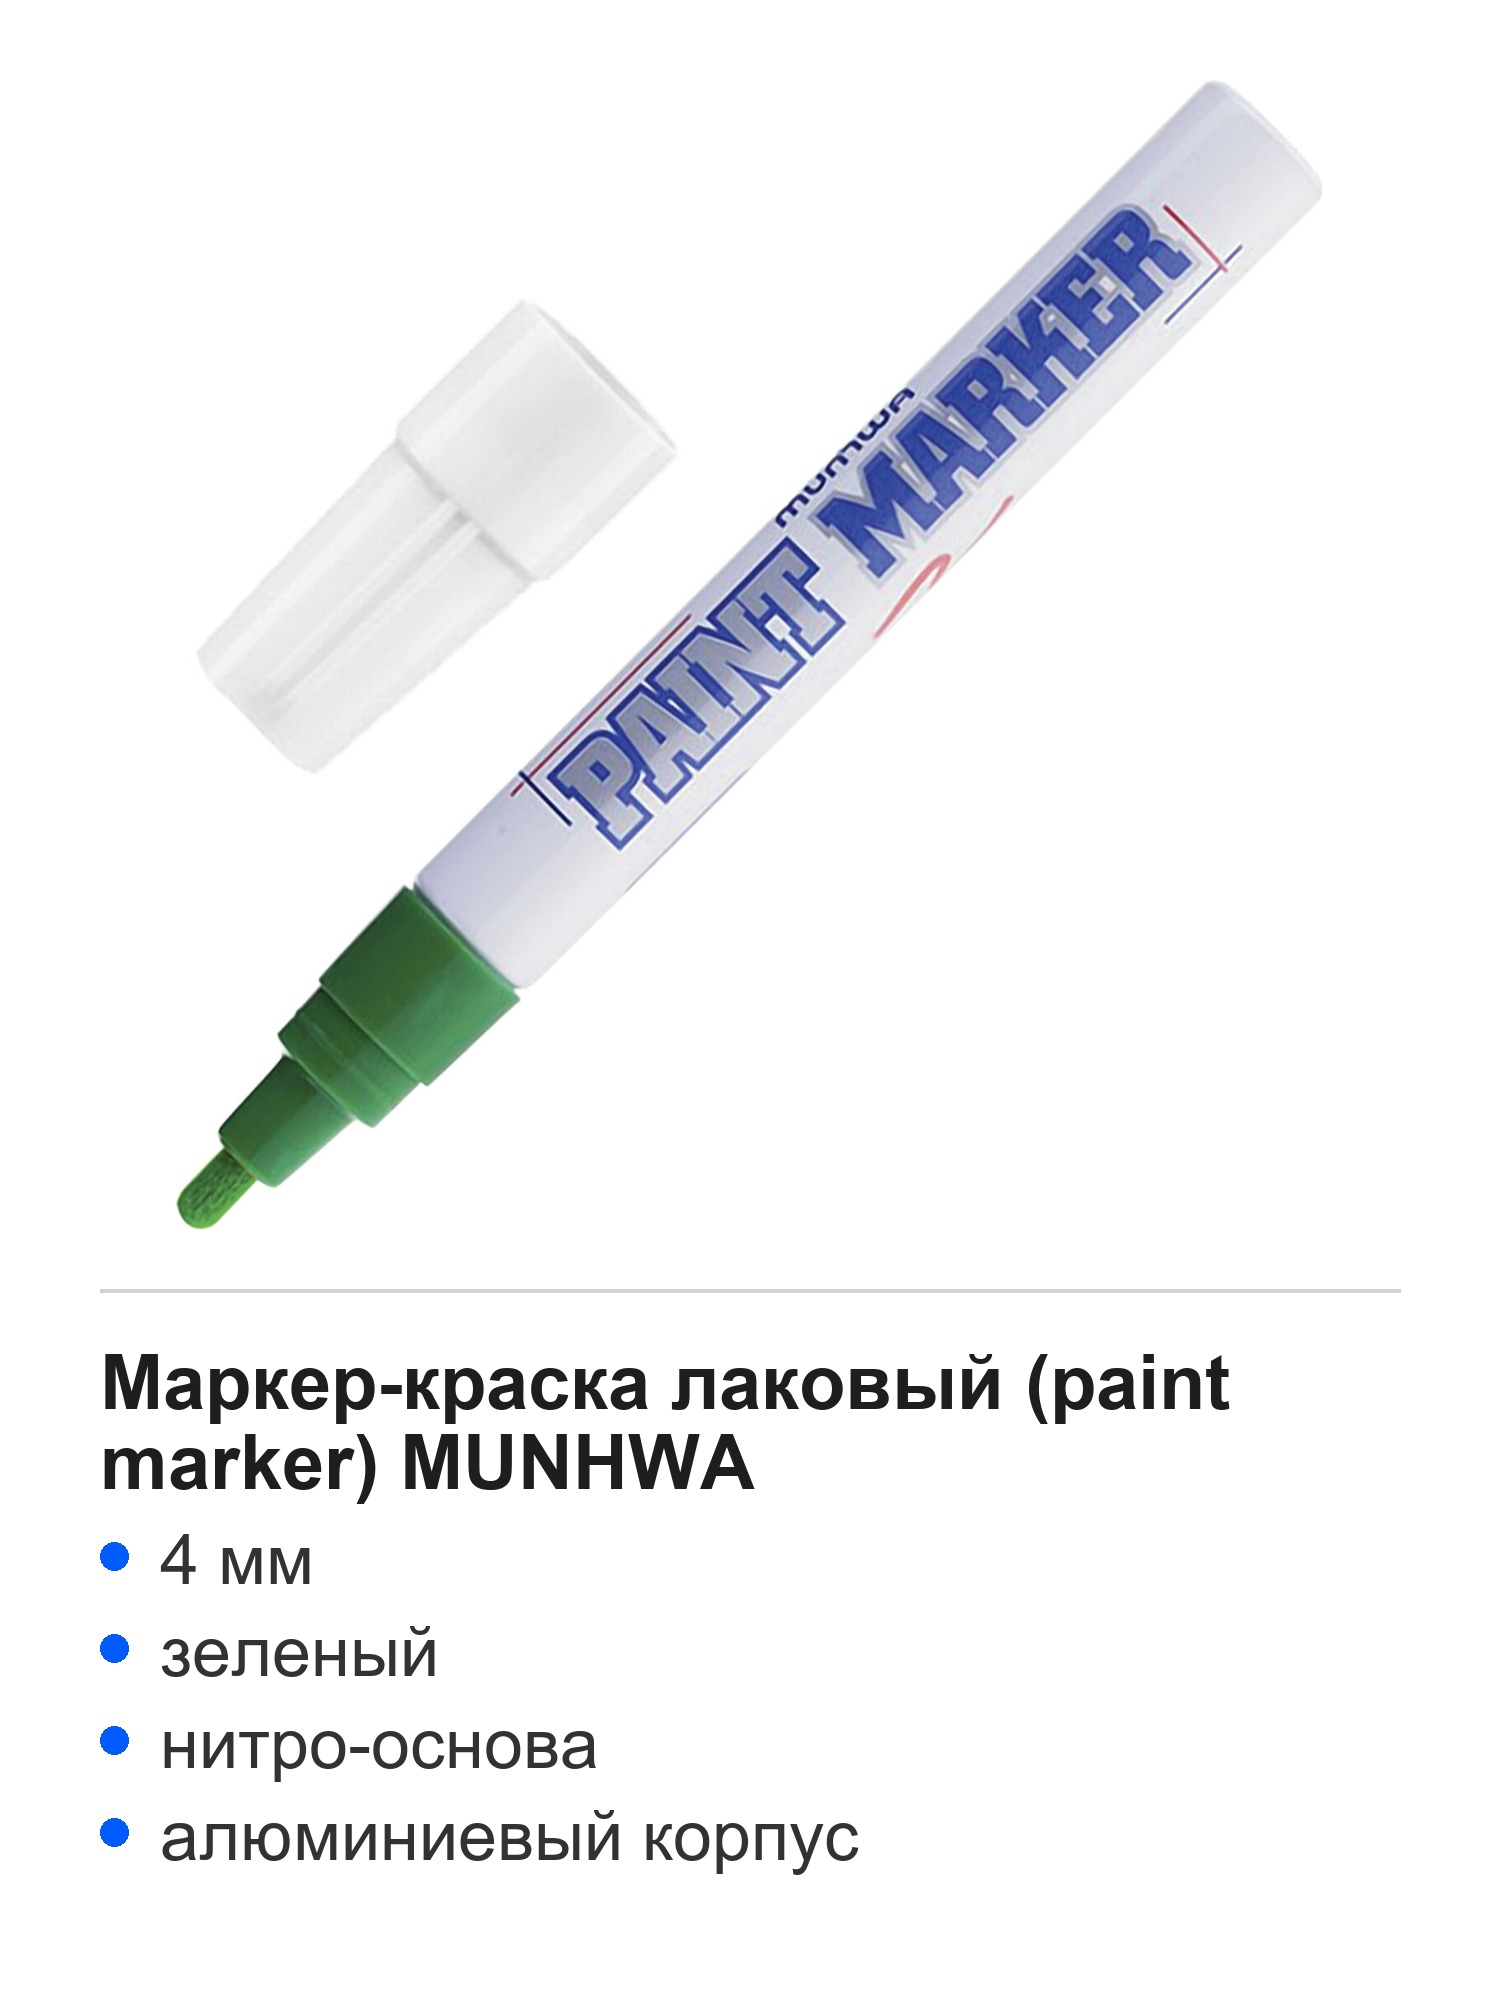 MUNHWA
PAINT MARKER
Маркер-краска лаковый (paint
marker) MUNHWA
4 мм
зеленый
нитро-основа
алюминиевый корпус